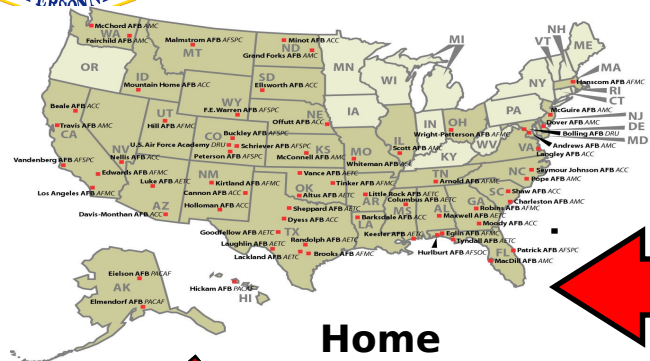 McChord AFB AMC
WA
Fairchild AFB AMC
Malmstrom AFB AFSPC
MT
Minot AFB ACC
ND
Grand Forks AFB AMC
MN
MI
VT
NH
ME
OR
ID
Mountain Home AFB ACC
SD
Ellsworth AFB ACC
WI
NY
Hanscom AFB AFMC
MA
RI
CT
WY
F.E.Warren AFB AFSPC
NE
Offutt AFB ACC
IA
PA
McGuire AFB AMC
NJ
Dover AFB AMC
DE
Bolling AFB DRU
MD
Andrews AFB AMC
Beale AFB ACC
Travis AFB AMC
CA
UT
Hill AFB AFMC
CO
Buckley AFB AFSPC
U.S. Air Force Academy DRU
Schriever AFB AFSPC
Peterson AFB AFSPC
KS
McConnell AFB AMC
MO
Whiteman AFB
IL
Scott AFB AMC
IN
OH
Wright-Patterson AFB AFMC
WV
VA
Langley AFB ACC
KY
Vandenberg AFB AFSPC
NV
Nellis AFB ACC
Edwards AFB AFMC
Los Angeles AFB AFMC
Luke AFB AETC
AZ
Davis-Monthan AFB ACC
NM
Kirtland AFB AFMC
Cannon AFB ACC
Holloman AFB ACC
Vance AFB AETC
Tinker AFB AFMC
OK
Altus AFB AETC
Sheppard AFB AETC
Dyess AFB ACC
TX
Goodfellow AFB AETC
Laughlin AFB AETC
Randolph AFB AETC
Lackland AFB AETC
Brooks AFB AFMC
Little Rock AFB AETC
AR
Columbus AFB AETC
MS
LA
Barksdale AFB ACC
Keesler AFB AETC
TN
Arnold AFB AFMC
AL
Maxwell AFB AETC
GA
Robins AFB AFMC
Moody AFB ACC
NC
Seymour Johnson AFB ACC
Pope AFB AMC
SC
Shaw AFB ACC
Charleston AFB AMC
Eglin AFB AFMC
Tyndall AFB AETC
Hurlburt AFB AFSOC
FL
Patrick AFB AFSPC
MacDill AFB AMC
Eielson AFB PACAF
AK
Elmendorf AFB PACAF
Hickam AFB PACAF
HI
Home